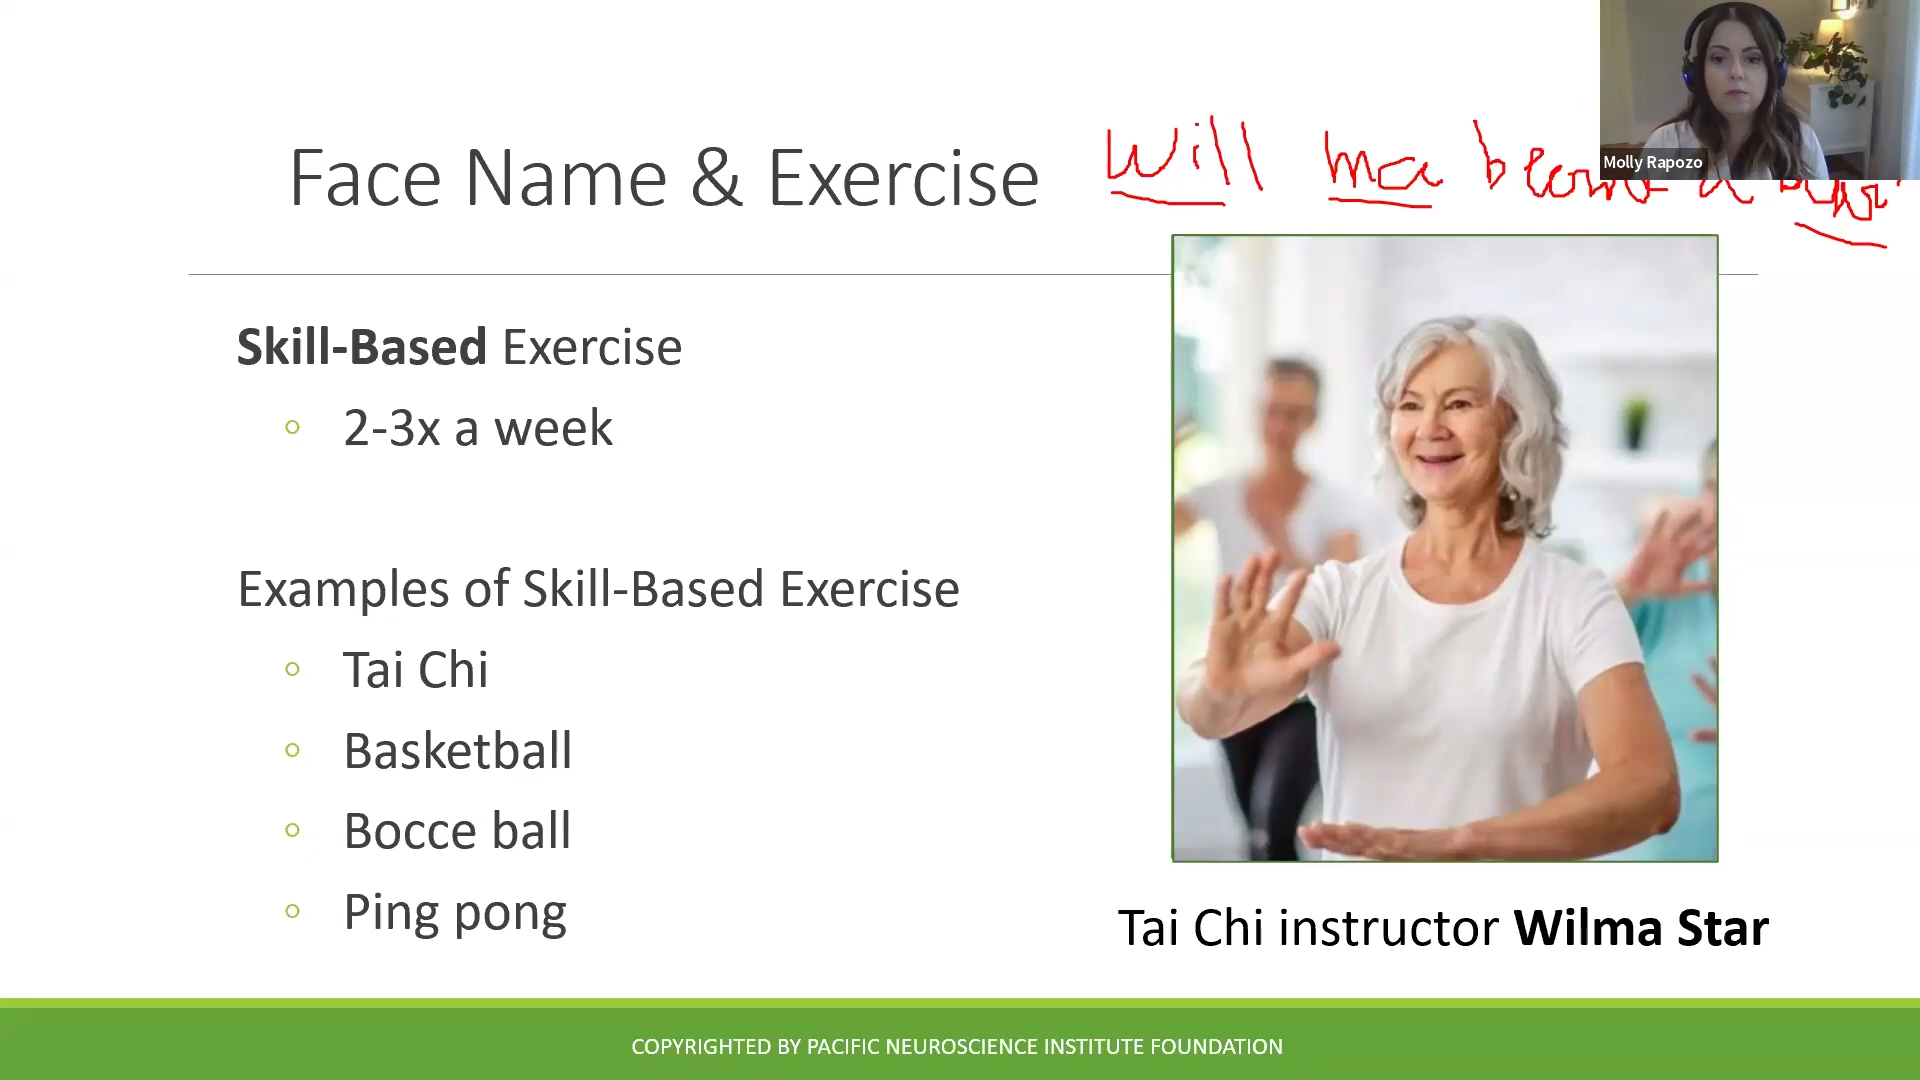 Molly Rapozo
Will ma become a
Face Name & Exercise
Skill-Based Exercise
◦ 2-3x a week
Examples of Skill-Based Exercise
◦ Tai Chi
◦ Basketball
◦ Bocce ball
◦ Ping pong
Tai Chi instructor Wilma Star
COPYRIGHTED BY PACIFIC NEUROSCIENCE INSTITUTE FOUNDATION